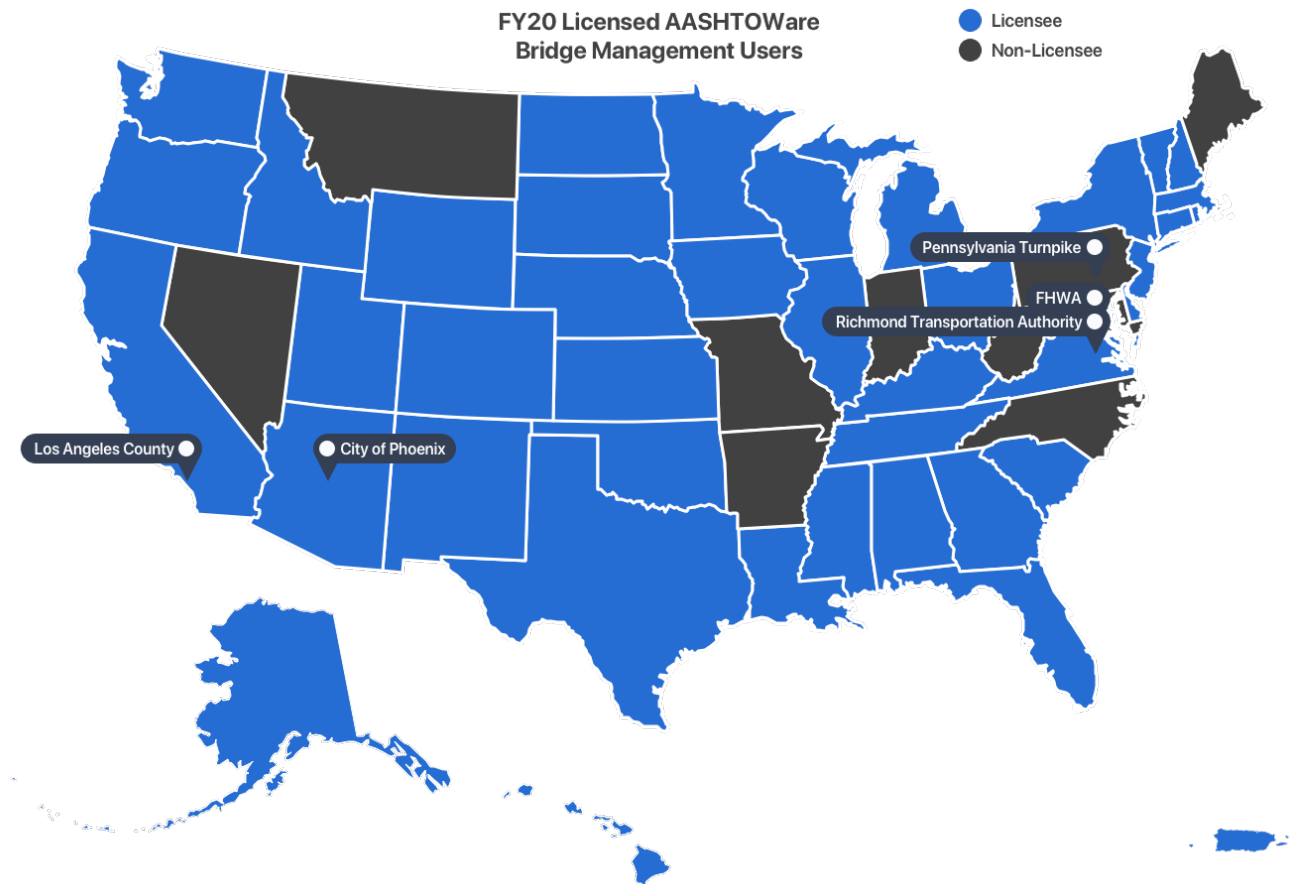 FY20 Licensed AASHTOWare
Bridge Management Users
Licensee
Non-Licensee
Pennsylvania Turnpike
FHWA
Richmond Transportation Authority
Los Angeles County
City of Phoenix